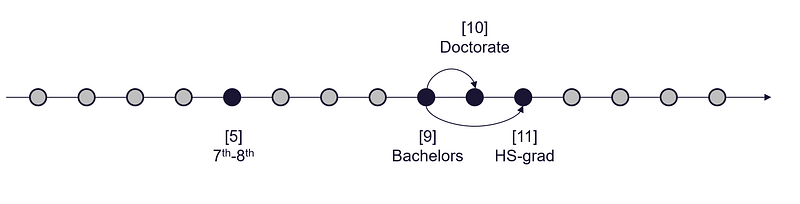 [10]
Doctorate
[5]
7th-8th
[9]
Bachelors
[11]
HS-grad